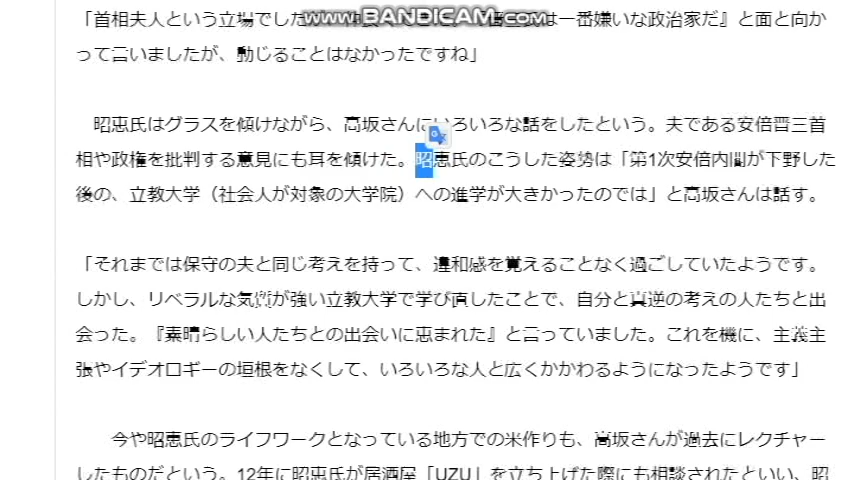 www.BANDICAM.com
「首相夫人という立場でした 一番嫌いな政治家だ』と面と向か
って言いましたが、動じることはなかったですね」
昭恵氏はグラスを傾けながら、高坂さんにいろいろな話をしたという。夫である安倍晋三首
相や政権を批判する意見にも耳を傾けた。昭恵氏のこうした姿勢は「第1次安倍内閣が下野した
後の、立教大学（社会人が対象の大学院）への進学が大きかったのでは」と高坂さんは話す。
「それまでは保守の夫と同じ考えを持って、違和感を覚えることなく過ごしていたようです。
しかし、リベラルな気質が強い立教大学で学び直したことで、自分と真逆の考えの人たちと出
会った。『素晴らしい人たちとの出会いに恵まれた』と言っていました。これを機に、主義主
張やイデオロギーの垣根をなくして、いろいろな人と広くかかわるようになったようです」
今や昭恵氏のライフワークとなっている地方での米作りも、高坂さんが過去にレクチャー
したものだという。12年に昭恵氏が居酒屋「UZU」を立ち上げた際にも相談されたといい、昭